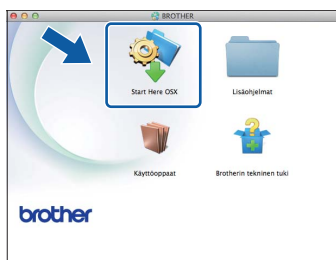 BROTHER
Start Here OSX
Lisäohjelmat
Käyttöoppaat
Brotherin tekninen tuki
brother